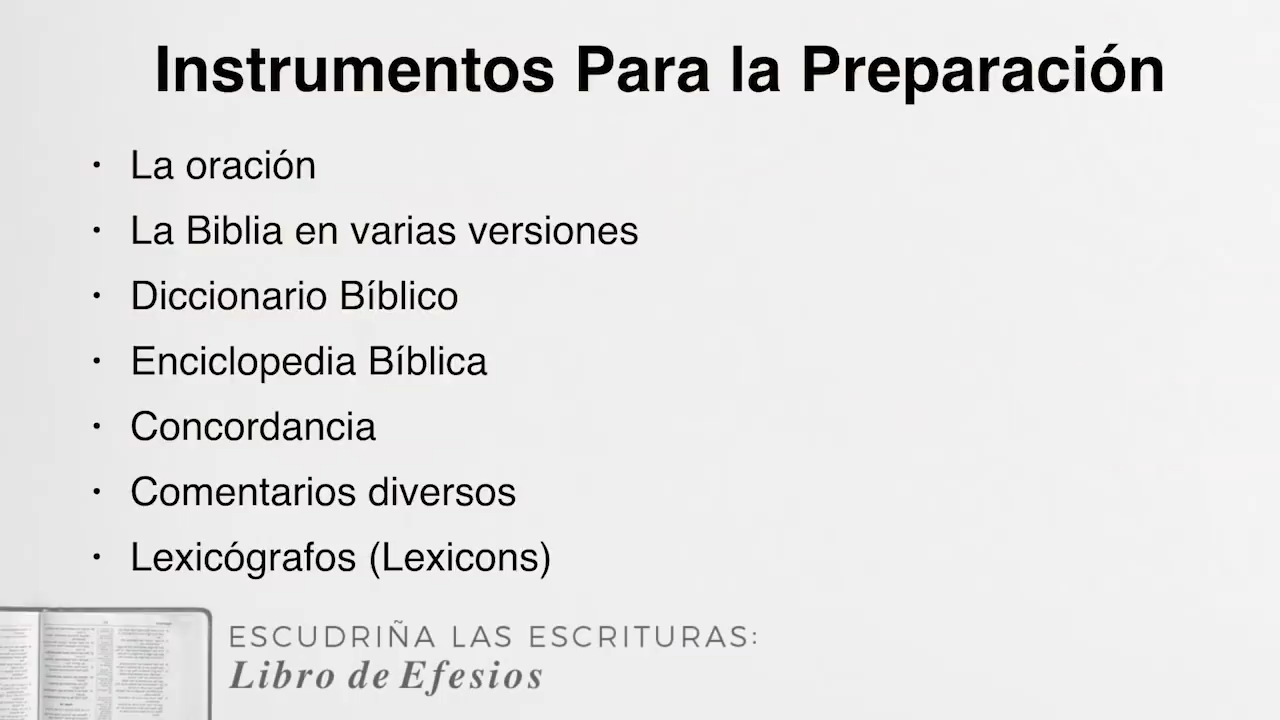 Instrumentos Para la Preparación
· La oración
· La Biblia en varias versiones
· Diccionario Bíblico
· Enciclopedia Bíblica
· Concordancia
· Comentarios diversos
· Lexicógrafos (Lexicons)
ESCUDRIÑA LAS ESCRITURAS:
Libro de Efesios